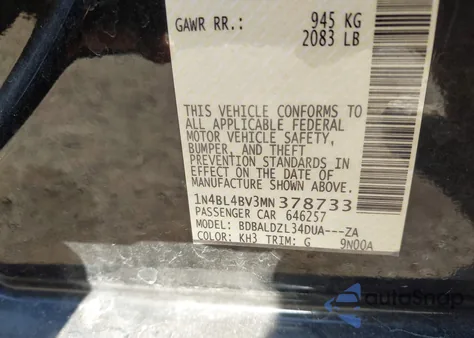 GAWR RR.: 945 KG
2083 LB
THIS VEHICLE CONFORMS TO
ALL APPLICABLE FEDERAL
MOTOR VEHICLE SAFETY,
BUMPER, AND THEFT
PREVENTION STANDARDS IN
EFFECT ON THE DATE OF
MANUFACTURE SHOWN ABOVE.
1N4BL4BV3MN378733
PASSENGER CAR 646257
MODEL: BDBALDZL34DUA---ZA
COLOR: KH3 TRIM: G 9N00A
autoSnap